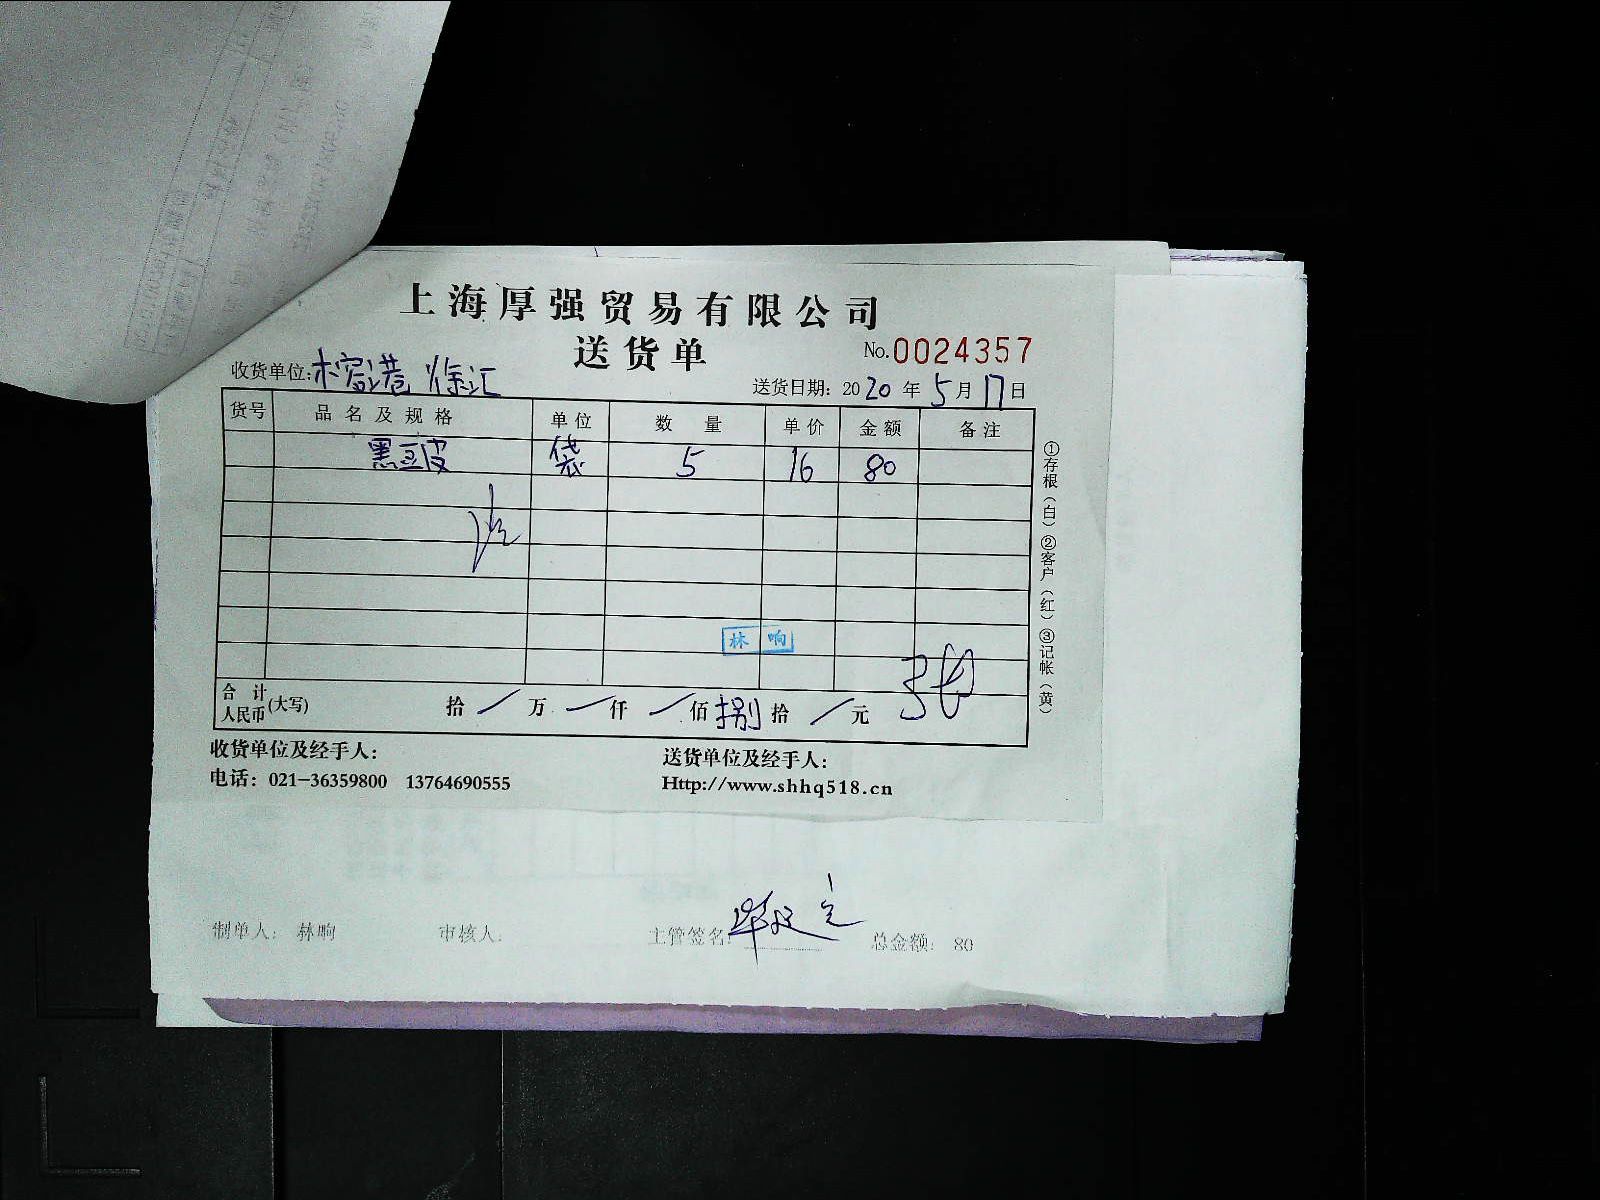 上海厚强贸易有限公司
送货单
No.0024357
收货单位:榕港 徐汇
送货日期: 2020年5月17日
货号 品名及规格 单位 数量 单价 金额 备注
黑豆皮 袋 5 16 80
①存根(白)②客户(红)③记帐(黄)
林响
合计人民币(大写) 拾 / 万 / 仟 / 佰 捌 拾 / 元
收货单位及经手人:
送货单位及经手人:
电话: 021-36359800 13764690555
Http://www.shhq518.cn
制单人: 林响 审核人: 主管签名: 总金额: 80